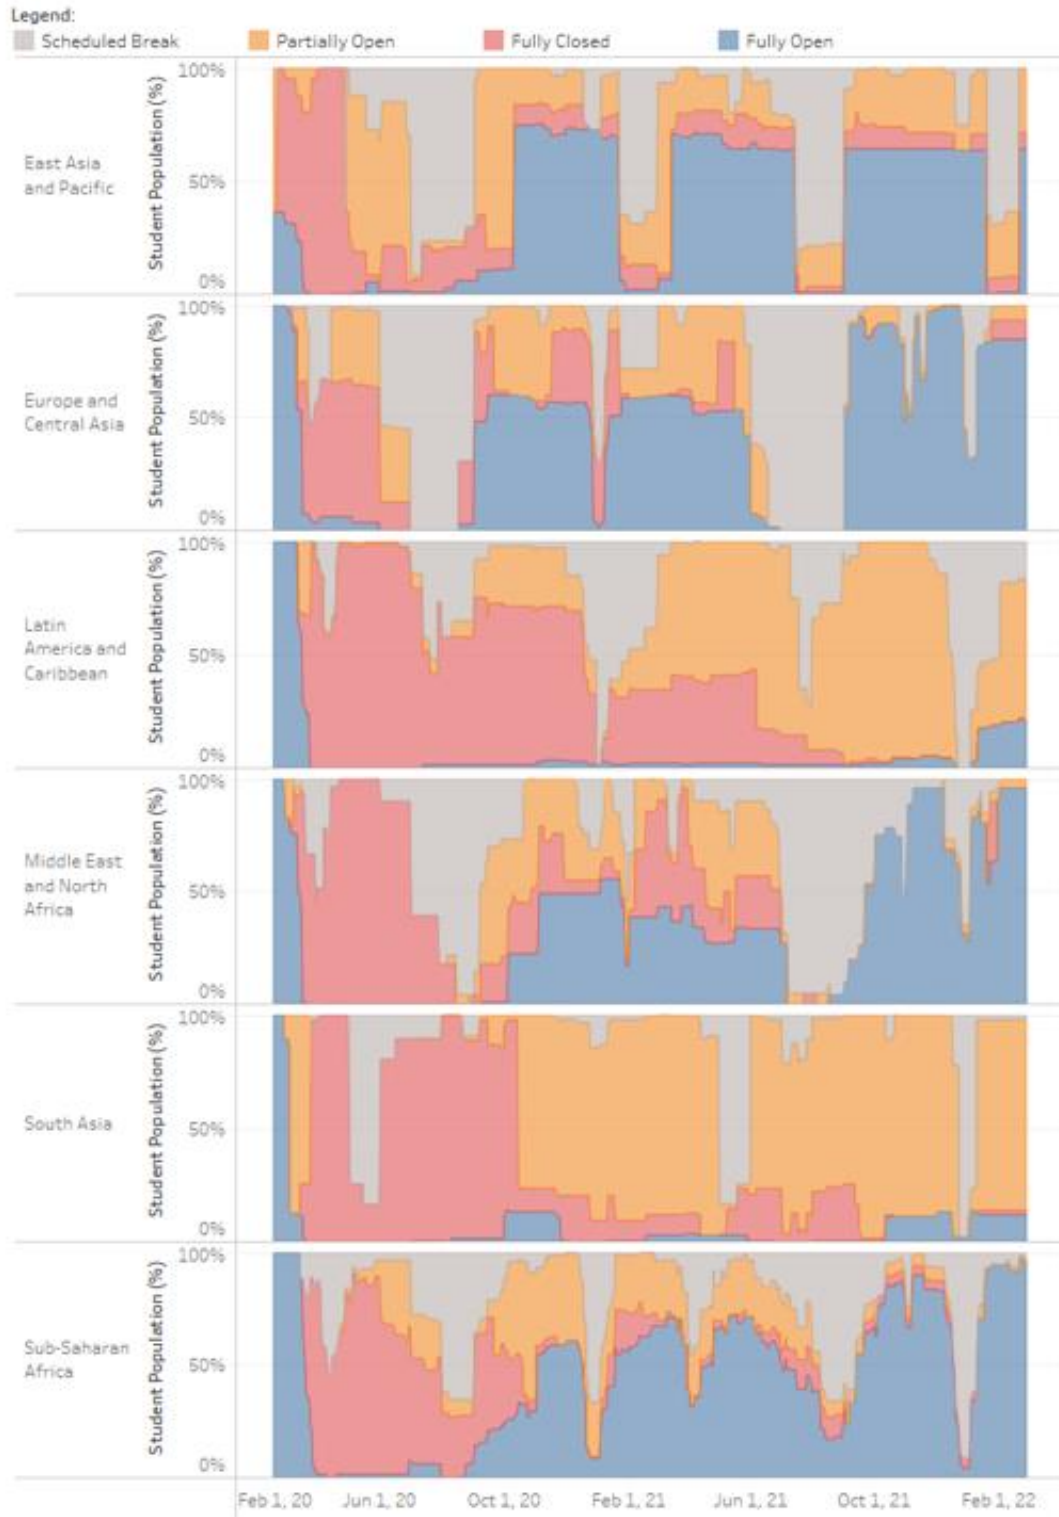 Legend:
Scheduled Break Partially Open Fully Closed Fully Open
East Asia
and Pacific
Student Population (%)
100%
50%
0%
Europe and
Central Asia
Student Population (%)
100%
50%
0%
Latin
America and
Caribbean
Student Population (%)
100%
50%
0%
Middle East
and North
Africa
Student Population (%)
100%
50%
0%
South Asia
Student Population (%)
100%
50%
0%
Sub-Saharan
Africa
Student Population (%)
100%
50%
0%
Feb 1, 20 Jun 1, 20 Oct 1, 20 Feb 1, 21 Jun 1, 21 Oct 1, 21 Feb 1, 22